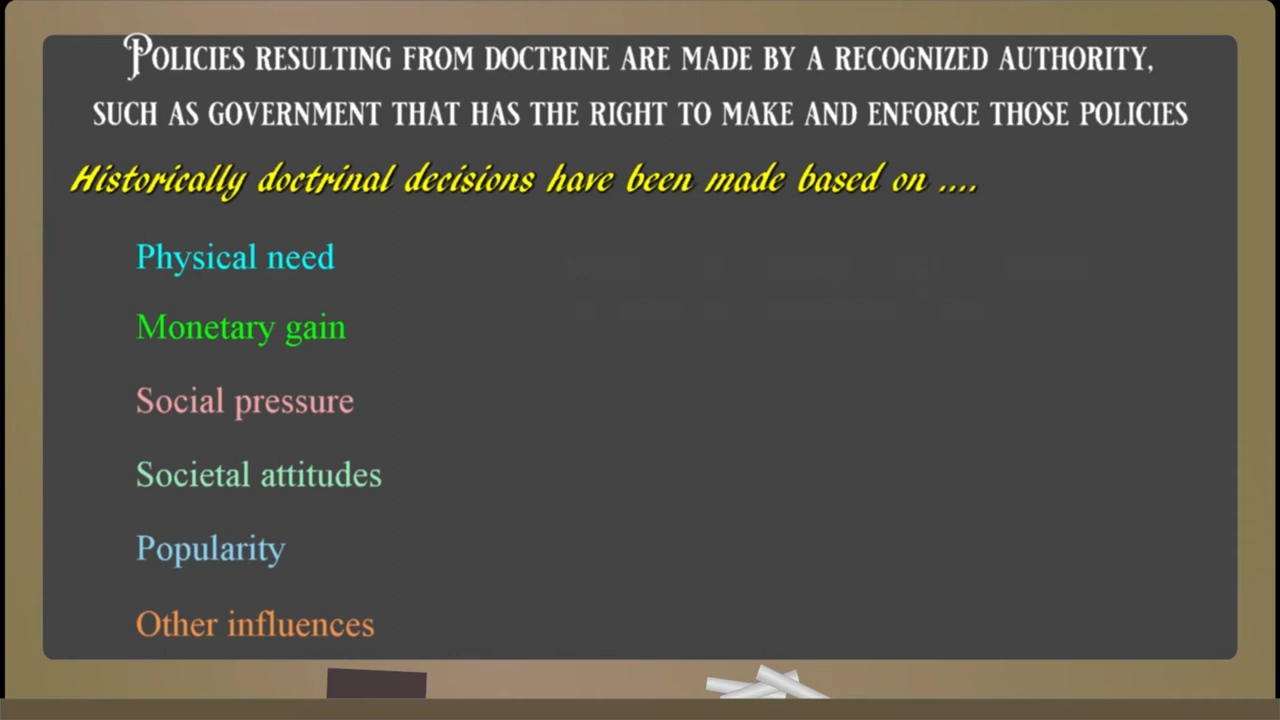 Policies resulting from doctrine are made by a recognized authority,
such as government that has the right to make and enforce those policies
Historically doctrinal decisions have been made based on ....
Physical need
Monetary gain
Social pressure
Societal attitudes
Popularity
Other influences